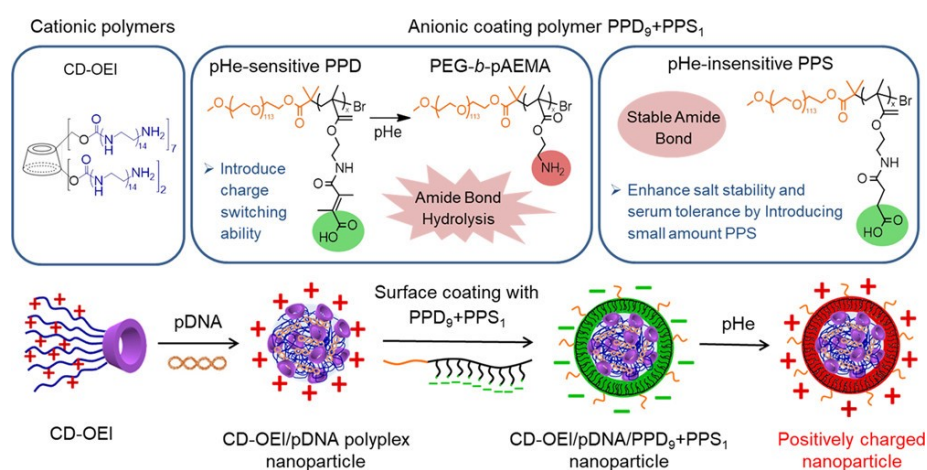 Cationic polymers
Anionic coating polymer PPD₉+PPS₁
CD-OEI
pHe-sensitive PPD
PEG-b-pAEMA
pHe-insensitive PPS
O
O
113
O
O
x
Br
pHe
O
O
113
O
O
x
Br
O
O
113
O
O
x
Br
O
O
NH
O
HO
O
O
O
NH₂
O
NH
O
O
HO
O
O
N
H
N
H
14
NH₂
7
O
O
N
H
N
H
14
NH₂
2
Stable Amide
Bond
➢ Introduce
charge
switching
ability
Amide Bond
Hydrolysis
➢ Enhance salt stability and
serum tolerance by Introducing
small amount PPS
pDNA
Surface coating with
PPD₉+PPS₁
pHe
CD-OEI
CD-OEI/pDNA polyplex
nanoparticle
CD-OEI/pDNA/PPD₉+PPS₁
nanoparticle
Positively charged
nanoparticle